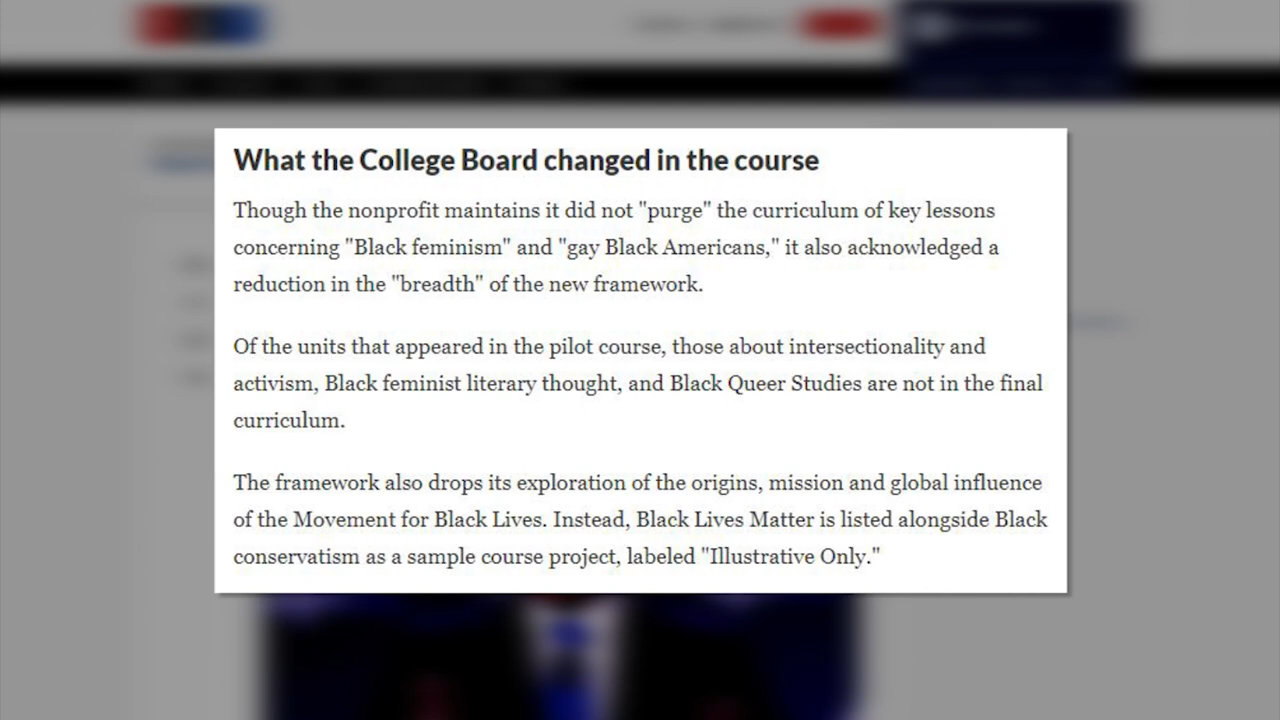 What the College Board changed in the course
Though the nonprofit maintains it did not "purge" the curriculum of key lessons
concerning "Black feminism" and "gay Black Americans," it also acknowledged a
reduction in the "breadth" of the new framework.
Of the units that appeared in the pilot course, those about intersectionality and
activism, Black feminist literary thought, and Black Queer Studies are not in the final
curriculum.
The framework also drops its exploration of the origins, mission and global influence
of the Movement for Black Lives. Instead, Black Lives Matter is listed alongside Black
conservatism as a sample course project, labeled "Illustrative Only."